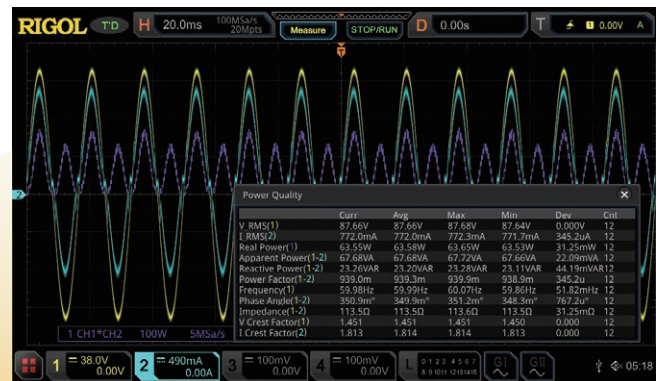 RIGOL T'D H 20.0ms 100MSa/s 20Mpts Measure STOP/RUN D 0.00s T 1 0.00V A
T
2
Power Quality
Curr Avg Max Min Dev Cnt
V_RMS(1) 87.66V 87.66V 87.68V 87.64V 0.000V 12
I_RMS(2) 772.0mA 772.0mA 772.3mA 771.7mA 345.2uA 12
Real Power(1) 63.55W 63.58W 63.65W 63.53W 31.25mW 12
Apparent Power(1-2) 67.68VA 67.68VA 67.72VA 67.66VA 22.09mVA 12
Reactive Power(1-2) 23.26VAR 23.20VAR 23.28VAR 23.11VAR 44.19mVAR12
Power Factor(1-2) 939.0m 939.3m 939.9m 938.9m 345.2u 12
Frequency(1) 59.98Hz 59.99Hz 60.07Hz 59.86Hz 51.82mHz 12
Phase Angle(1-2) 350.9m° 349.9m° 351.2m° 348.3m° 767.2u° 12
Impedance(1-2) 113.5Ω 113.5Ω 113.6Ω 113.5Ω 31.25mΩ 12
V Crest Factor(1) 1.451 1.451 1.451 1.450 0.000 12
I Crest Factor(2) 1.813 1.814 1.814 1.813 0.000 12
1 CH1*CH2 100W 5MSa/s
1 38.0V 0.00V 2 490mA 0.00A 3 100mV 0.00V 4 100mV 0.00V L 0 1 2 3 4 5 6 7 8 9 10 11 12 13 14 15 GI GII 05:18